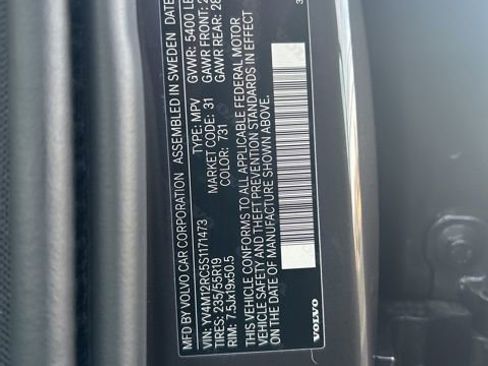 MFD BY VOLVO CAR CORPORATION ASSEMBLED IN SWEDEN DATE
GVWR: 5400 LB
GAWR FRONT: 2
GAWR REAR: 28
VIN: YV4M12RC5S1171473 TYPE: MPV
TIRES: 235/55R19 MARKET CODE: 31
RIM: 7.5Jx19x50.5 COLOR: 731
THIS VEHICLE CONFORMS TO ALL APPLICABLE FEDERAL MOTOR
VEHICLE SAFETY AND THEFT PREVENTION STANDARDS IN EFFECT
ON THE DATE OF MANUFACTURE SHOWN ABOVE.
VOLVO